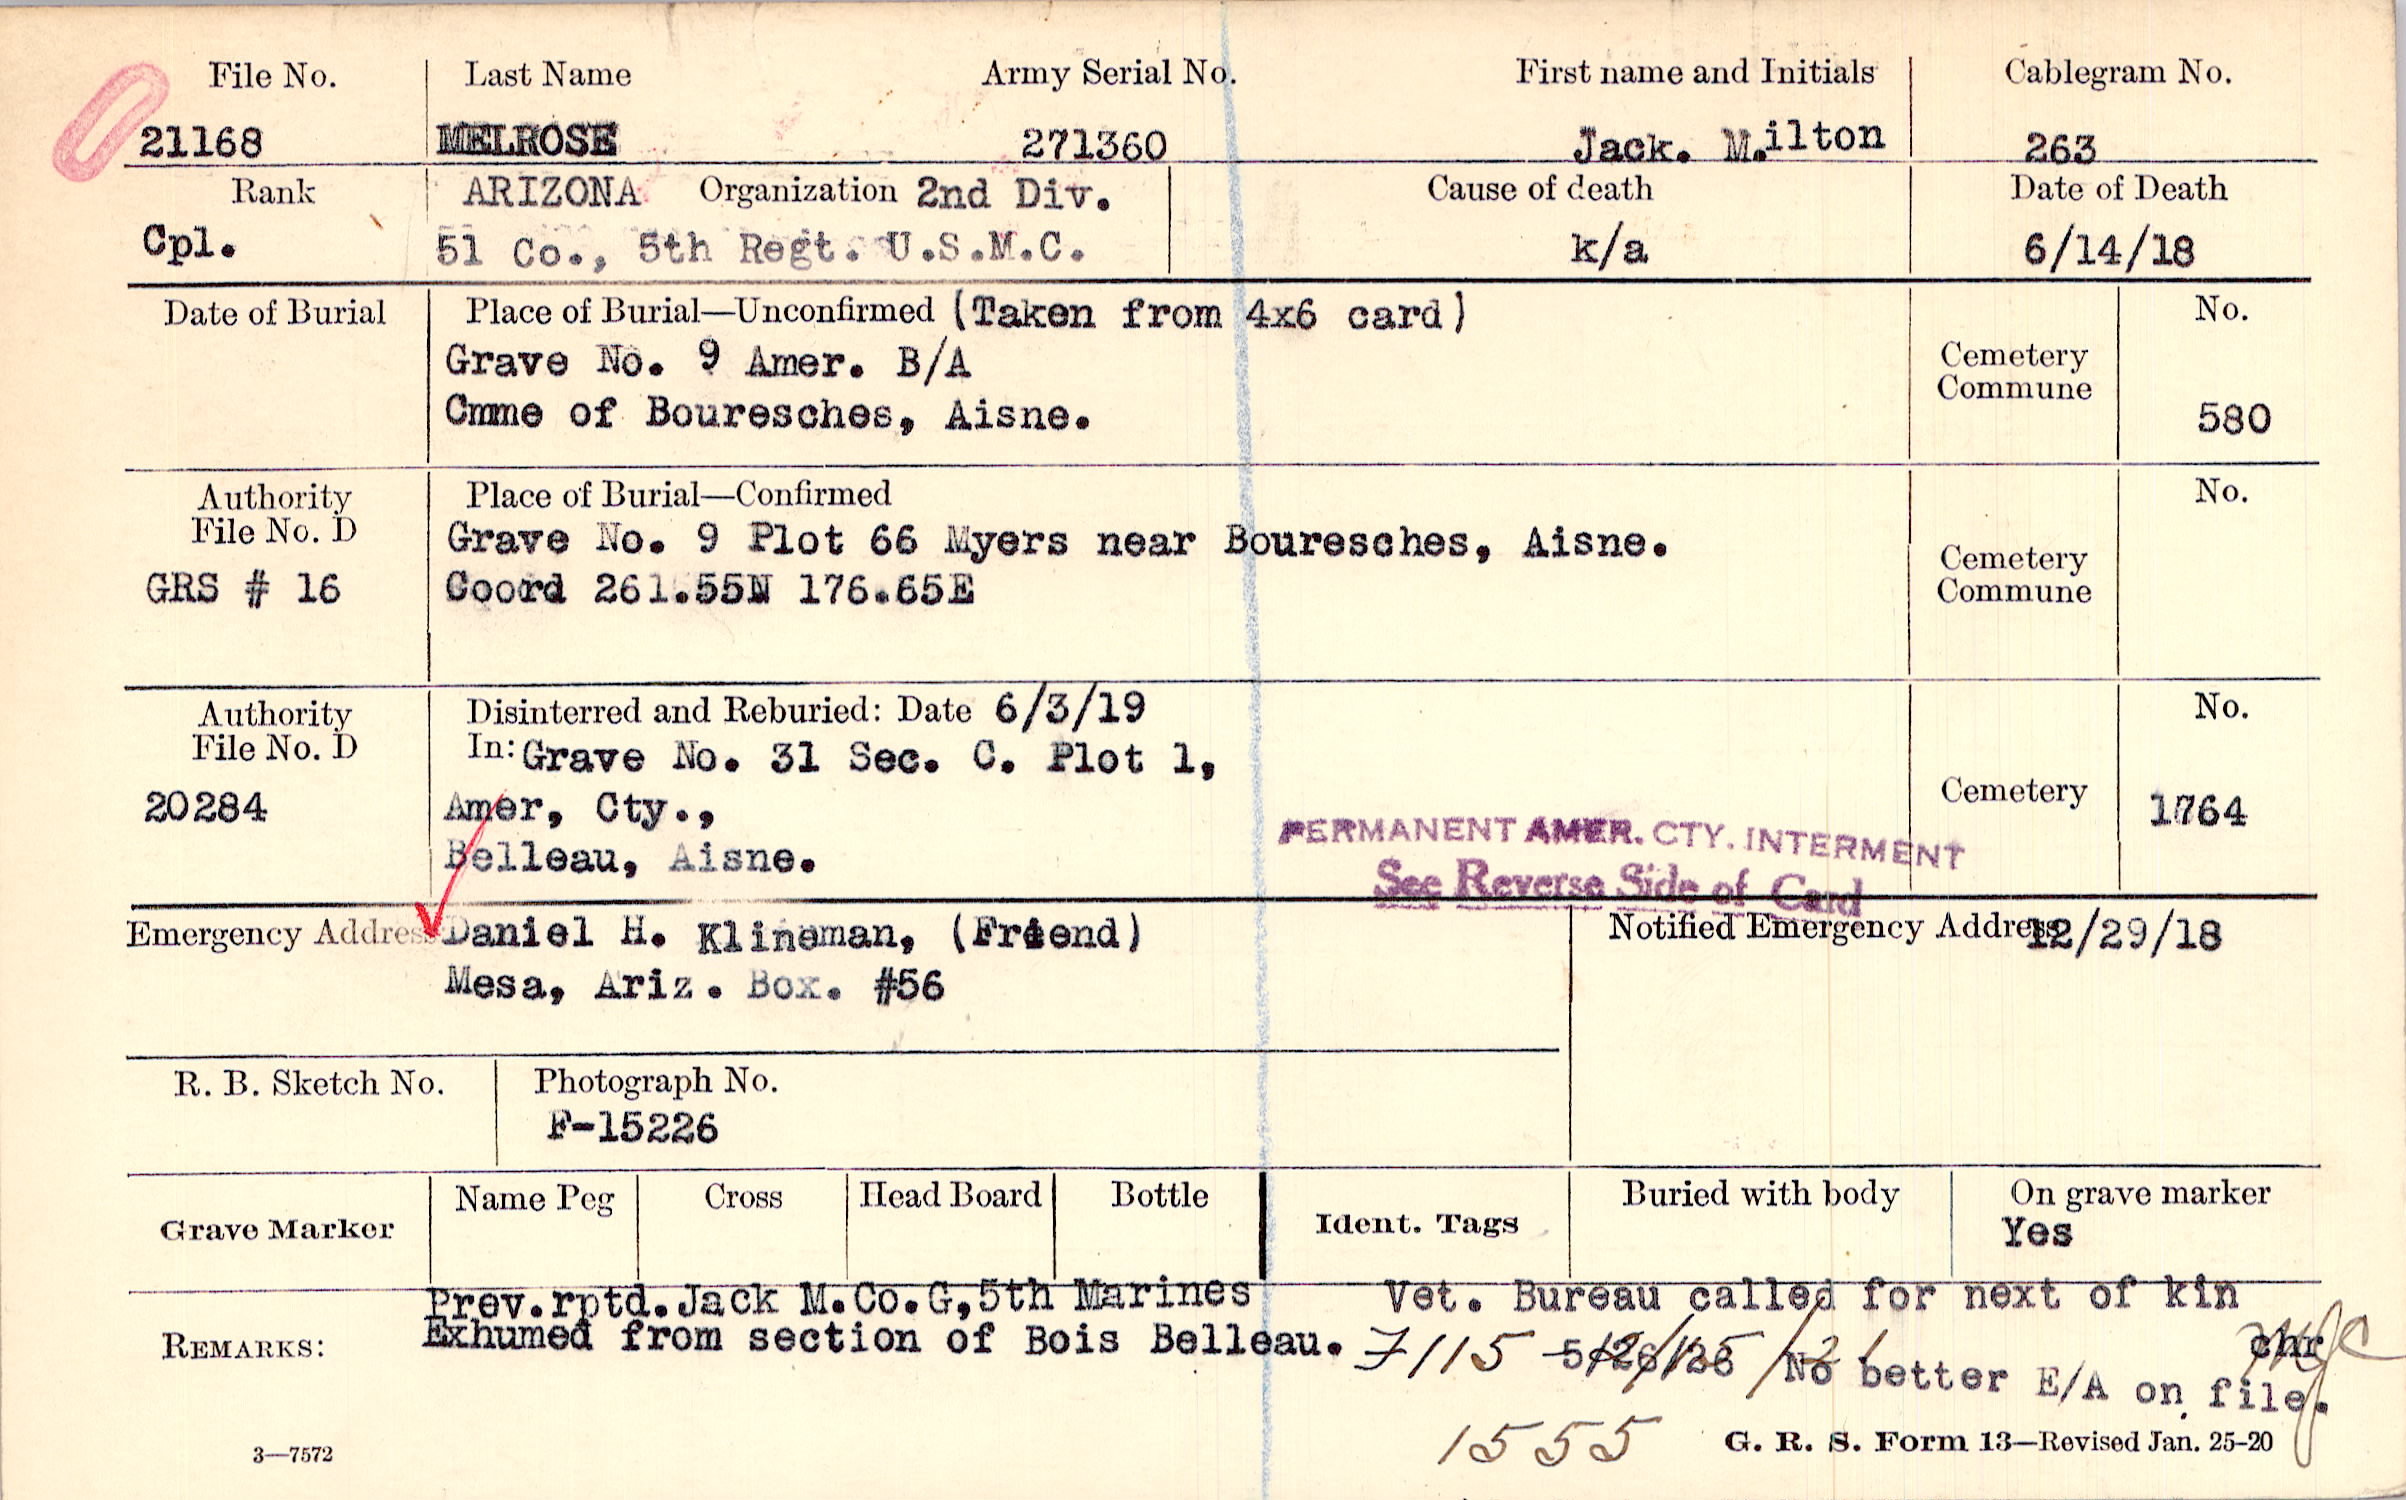 File No. Last Name Army Serial No. First name and Initials Cablegram No.
21168 MELROSE 271360 Jack. M.ilton 263
Rank ARIZONA Organization 2nd Div. Cause of death Date of Death
Cpl. 51 Co., 5th Regt. U.S.M.C. k/a 6/14/18
Date of Burial Place of Burial—Unconfirmed (Taken from 4x6 card) No.
Grave No. 9 Amer. B/A Cemetery
Commune
Cmme of Bouresches, Aisne. 580
Authority Place of Burial—Confirmed No.
File No. D Grave No. 9 Plot 66 Myers near Bouresches, Aisne. Cemetery
GRS # 16 Coord 261.55N 176.65E Commune
Authority Disinterred and Reburied: Date 6/3/19 No.
File No. D In: Grave No. 31 Sec. C. Plot 1,
20284 Amer, Cty., Cemetery 1764
PERMANENT AMER. CTY. INTERMENT
Belleau, Aisne. See Reverse Side of Card
Emergency Address Daniel H. Klineman, (Friend) Notified Emergency Address 12/29/18
Mesa, Ariz. Box. #56
R. B. Sketch No. Photograph No.
F-15226
Grave Marker Name Peg Cross Head Board Bottle Ident. Tags Buried with body On grave marker
Yes
Prev.rptd.Jack M.Co.G,5th Marines Vet. Bureau called for next of kin
REMARKS: Exhumed from section of Bois Belleau. 7115 5/26/26 chr
No better E/A on file.
1555
3—7572 G. R. S. Form 13—Revised Jan. 25-20